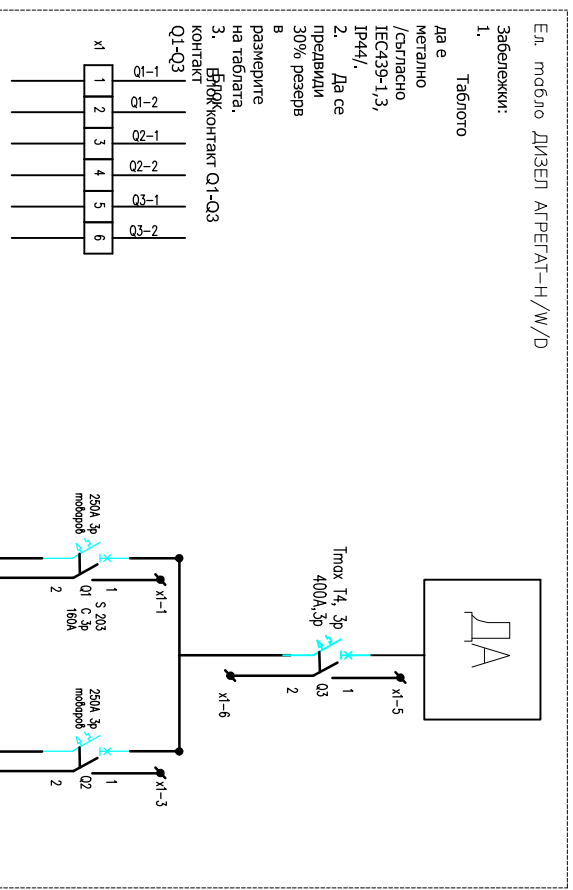 Ел. табло ДИЗЕЛ АГРЕГАТ-Н/W/D
Забележки:
1. Таблото
да е
метално
/съгласно
IEC439-1,3,
IP44/.
2. Да се
предвиди
30% резерв
в
размерите
на таблата.
3. Блок
контакт
Q1-Q3
Блок контакт Q1-Q3
x1
1 2 3 4 5 6
Q1-1
Q1-2
Q2-1
Q2-2
Q3-1
Q3-2
ДА
Tmax T4, 3p
400A,3p
Q3
1
2
x1-5
x1-6
250A 3p
товаров
Q1
1
2
x1-1
S 203
C 3p
160A
250A 3p
товаров
Q2
1
2
x1-3